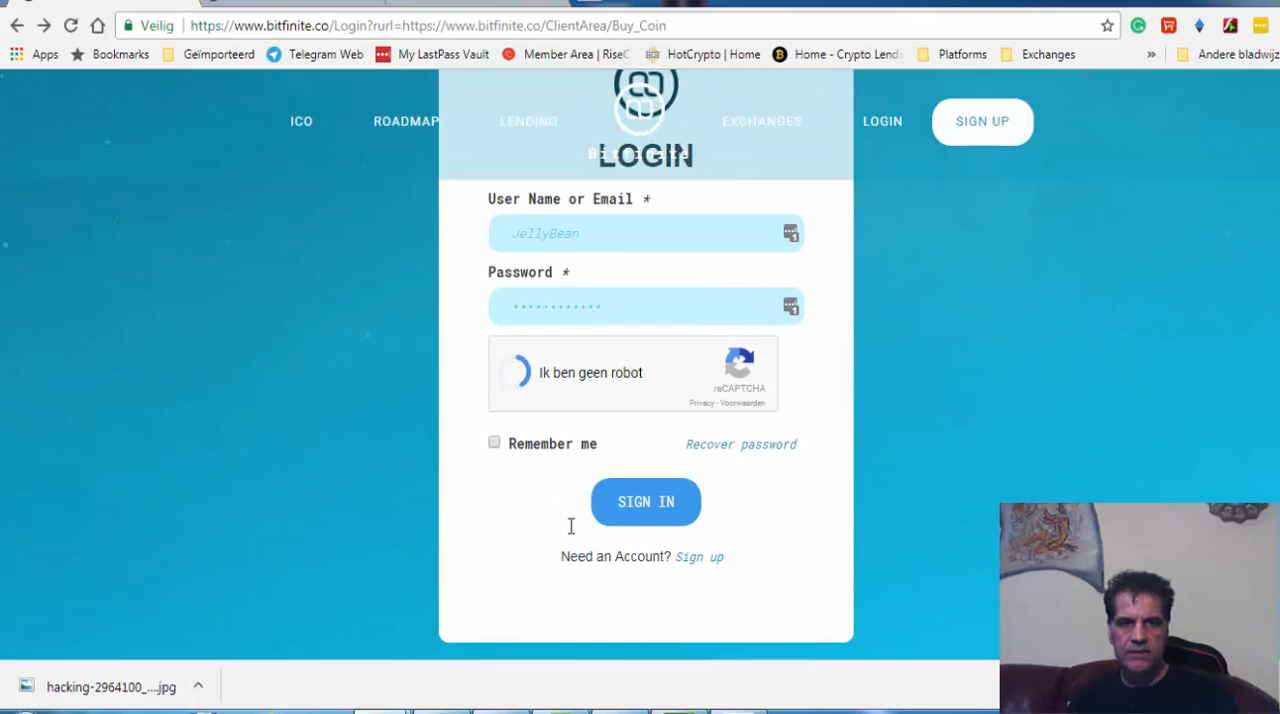 Veilig
https://www.bitfinite.co/Login?rurl=https://www.bitfinite.co/ClientArea/Buy_Coin
Apps Bookmarks Geïmporteerd Telegram Web My LastPass Vault Member Area | RiseC HotCrypto | Home Home - Crypto Lend Platforms Exchanges » Andere bladwijz
ICO ROADMAP LENDING EXCHANGES LOGIN SIGN UP
Bitfinite
LOGIN
User Name or Email *
JellyBean
1
Password *
************
1
Ik ben geen robot
reCAPTCHA
Privacy - Voorwaarden
Remember me Recover password
SIGN IN
Need an Account? Sign up
hacking-2964100_....jpg